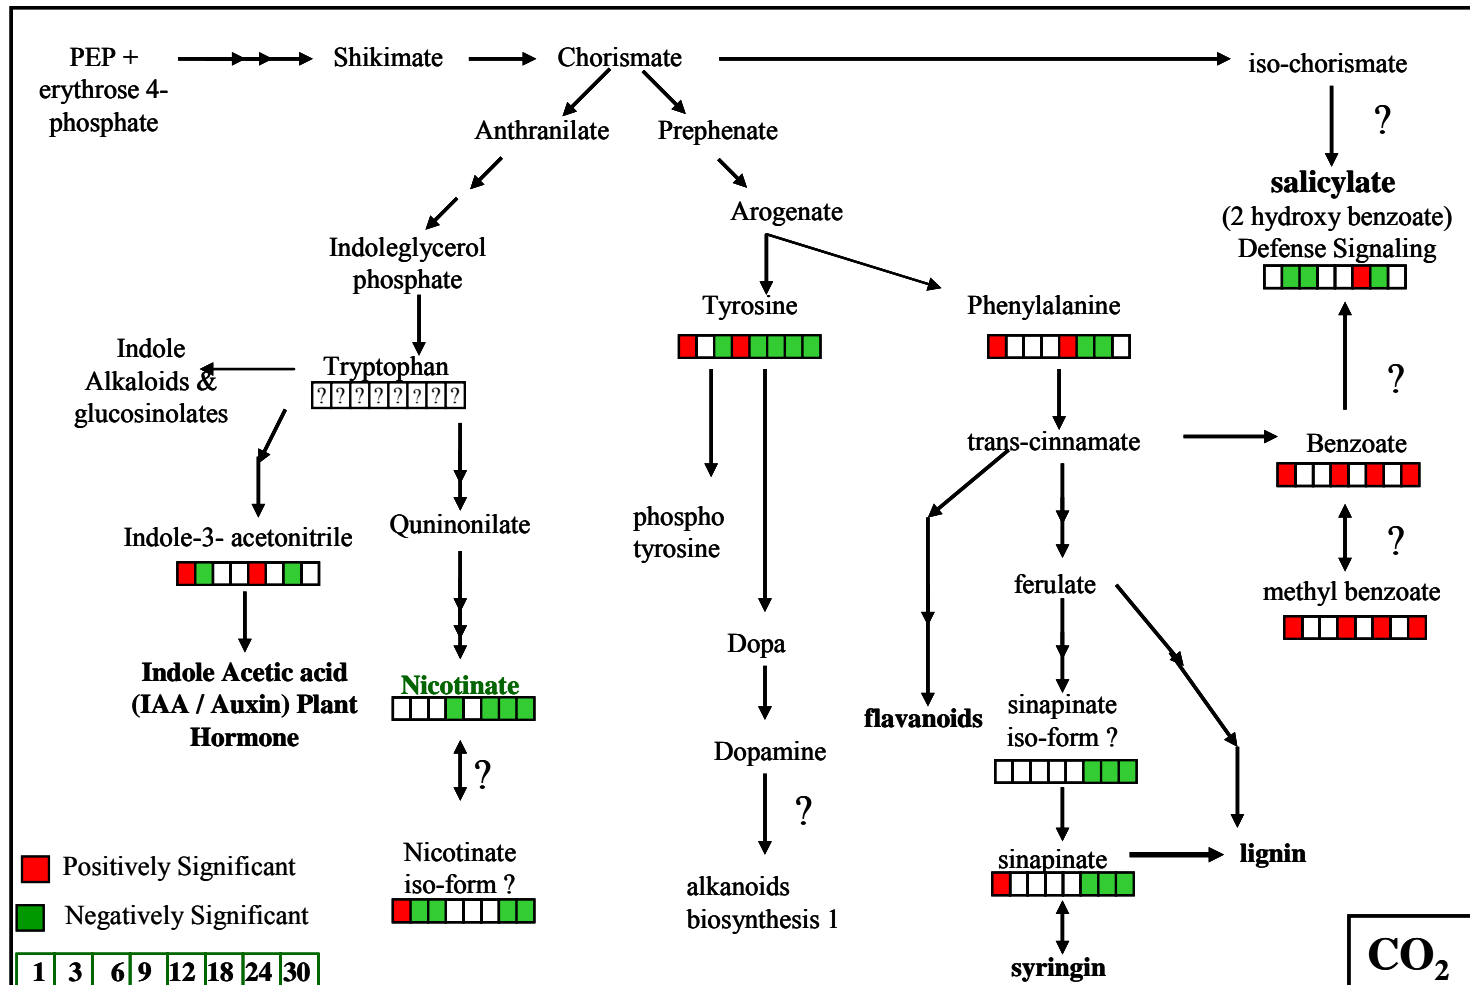 PEP +
erythrose 4-
phosphate
Shikimate
Chorismate
iso-chorismate
?
Anthranilate
Prephenate
salicylate
(2 hydroxy benzoate)
Defense Signaling
Arogenate
Indoleglycerol
phosphate
Tyrosine
Phenylalanine
Indole
Alkaloids &
glucosinolates
Tryptophan
? ? ? ? ? ? ? ?
?
trans-cinnamate
Benzoate
phospho
tyrosine
Quninonilate
Indole-3- acetonitrile
?
ferulate
methyl benzoate
Dopa
Indole Acetic acid
(IAA / Auxin) Plant
Hormone
Nicotinate
flavanoids
sinapinate
iso-form ?
Dopamine
?
?
Nicotinate
iso-form ?
sinapinate
lignin
alkanoids
biosynthesis 1
syringin
Positively Significant
Negatively Significant
1 3 6 9 12 18 24 30
CO2